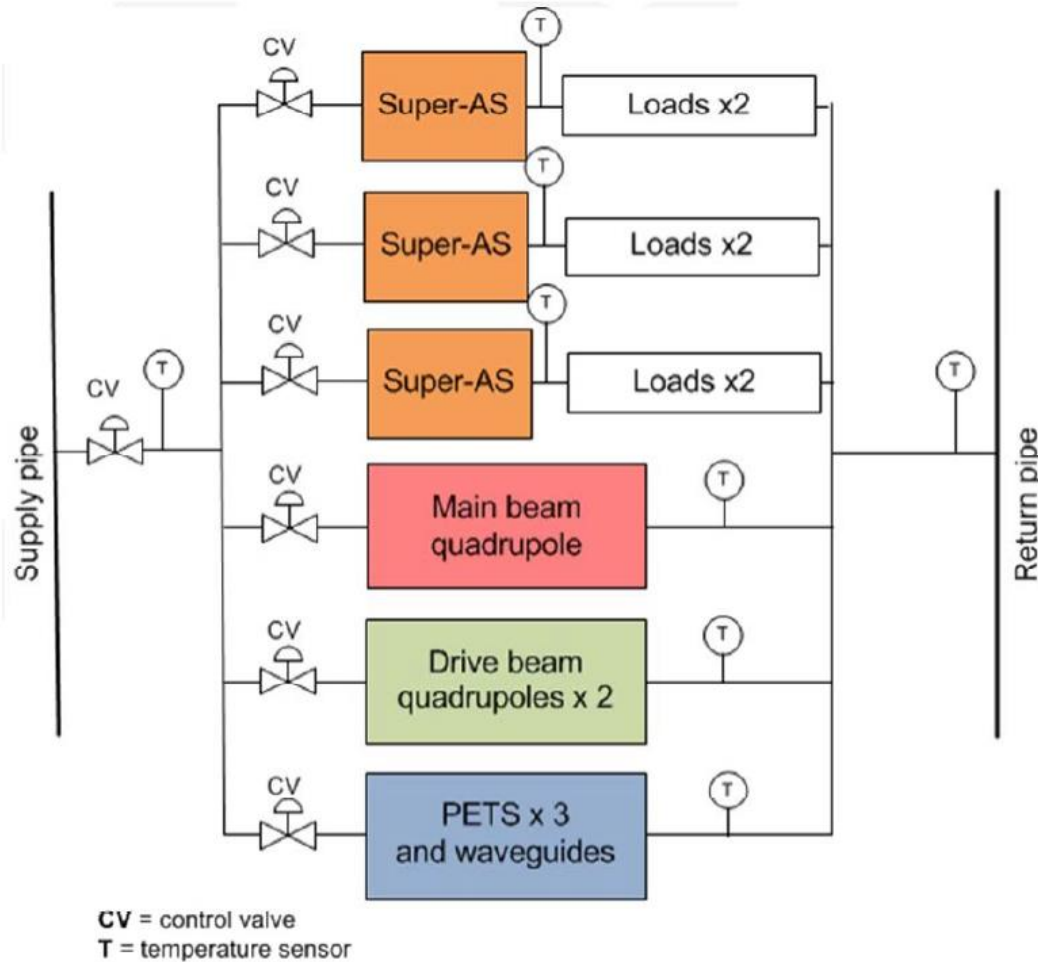 T
CV
Super-AS
Loads x2
T
CV
Super-AS
Loads x2
T
CV
Super-AS
Loads x2
CV
T
T
Supply pipe
Return pipe
CV
Main beam
quadrupole
T
CV
Drive beam
quadrupoles x 2
T
CV
PETS x 3
and waveguides
T
CV = control valve
T = temperature sensor